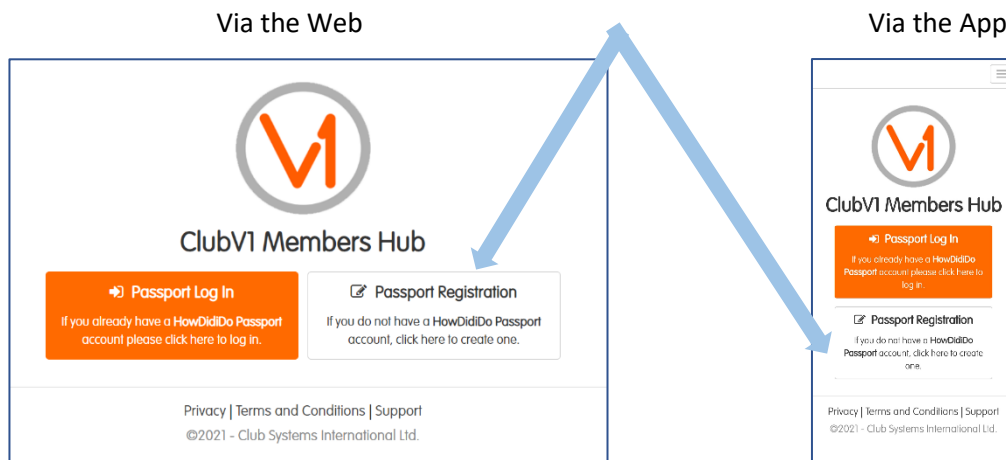 Via the Web
V1
ClubV1 Members Hub
Passport Log In
If you already have a HowDidiDo Passport
account please click here to log in.
Passport Registration
If you do not have a HowDidiDo Passport
account, click here to create one.
Privacy | Terms and Conditions | Support
©2021 - Club Systems International Ltd.
Via the App
V1
ClubV1 Members Hub
Passport Log In
If you already have a HowDidiDo
Passport account please click here to
log in.
Passport Registration
If you do not have a HowDidiDo
Passport account, click here to create
one.
Privacy | Terms and Conditions | Support
©2021 - Club Systems International Ltd.